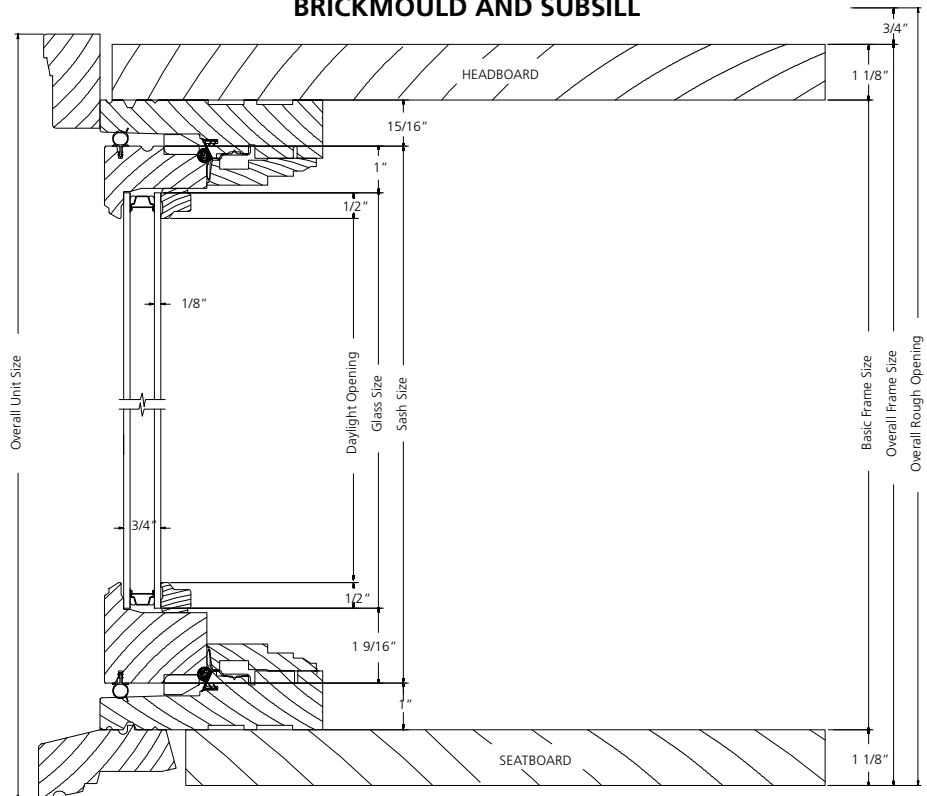 BRICKMOULD AND SUBSILL
3/4"
HEADBOARD
1 1/8"
15/16"
1"
1/2"
1/8"
Overall Unit Size
Daylight Opening
Glass Size
Sash Size
Basic Frame Size
Overall Frame Size
Overall Rough Opening
3/4"
1/2"
1 9/16"
1"
SEATBOARD
1 1/8"